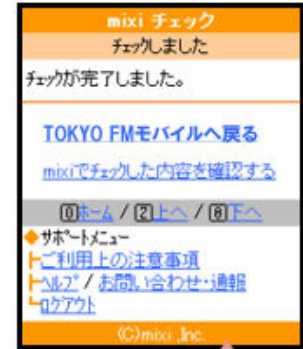 mixi チェック
ﾁｪｯｸしました
ﾁｪｯｸが完了しました。
TOKYO FMモバイルへ戻る
mixiでﾁｪｯｸした内容を確認する
0ﾎｰﾑ / 2上へ / 8下へ
◆ｻﾎﾟｰﾄﾒﾆｭｰ
├ご利用上の注意事項
├ﾍﾙﾌﾟ / お問い合わせ・通報
└ﾛｸﾞｱｳﾄ
(C)mixi ,Inc.